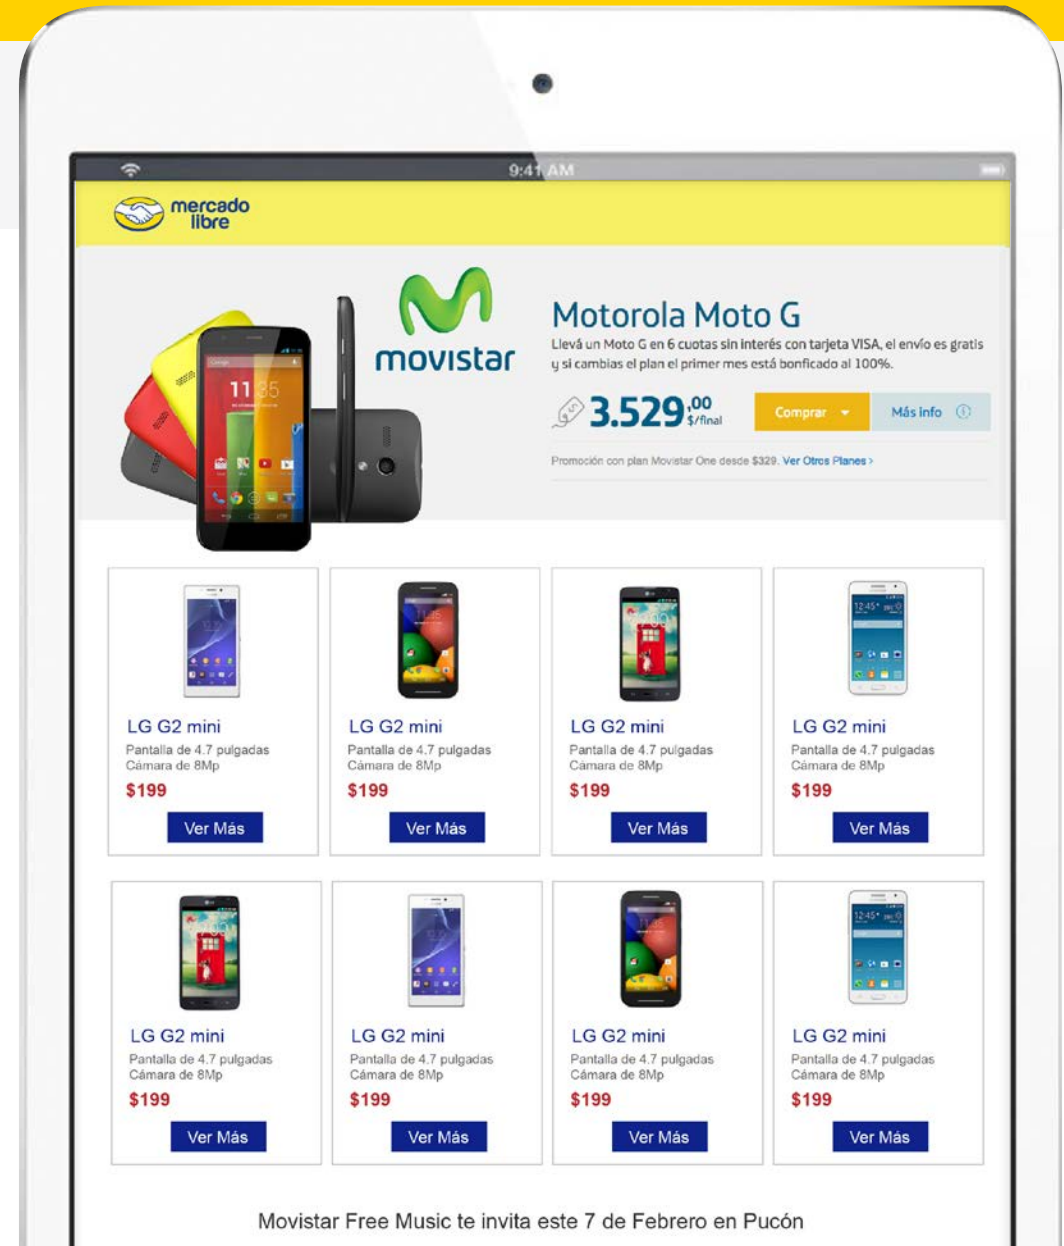 9:41 AM
mercado
libre
movistar
Motorola Moto G
Llevá un Moto G en 6 cuotas sin interés con tarjeta VISA, el envío es gratis
y si cambias el plan el primer mes está bonficado al 100%.
3.529,00 $/final
Comprar
Más info
Promoción con plan Movistar One desde $329. Ver Otros Planes >
LG G2 mini
Pantalla de 4.7 pulgadas
Cámara de 8Mp
$199
Ver Más
LG G2 mini
Pantalla de 4.7 pulgadas
Cámara de 8Mp
$199
Ver Más
LG G2 mini
Pantalla de 4.7 pulgadas
Cámara de 8Mp
$199
Ver Más
LG G2 mini
Pantalla de 4.7 pulgadas
Cámara de 8Mp
$199
Ver Más
LG G2 mini
Pantalla de 4.7 pulgadas
Cámara de 8Mp
$199
Ver Más
LG G2 mini
Pantalla de 4.7 pulgadas
Cámara de 8Mp
$199
Ver Más
LG G2 mini
Pantalla de 4.7 pulgadas
Cámara de 8Mp
$199
Ver Más
LG G2 mini
Pantalla de 4.7 pulgadas
Cámara de 8Mp
$199
Ver Más
Movistar Free Music te invita este 7 de Febrero en Pucón